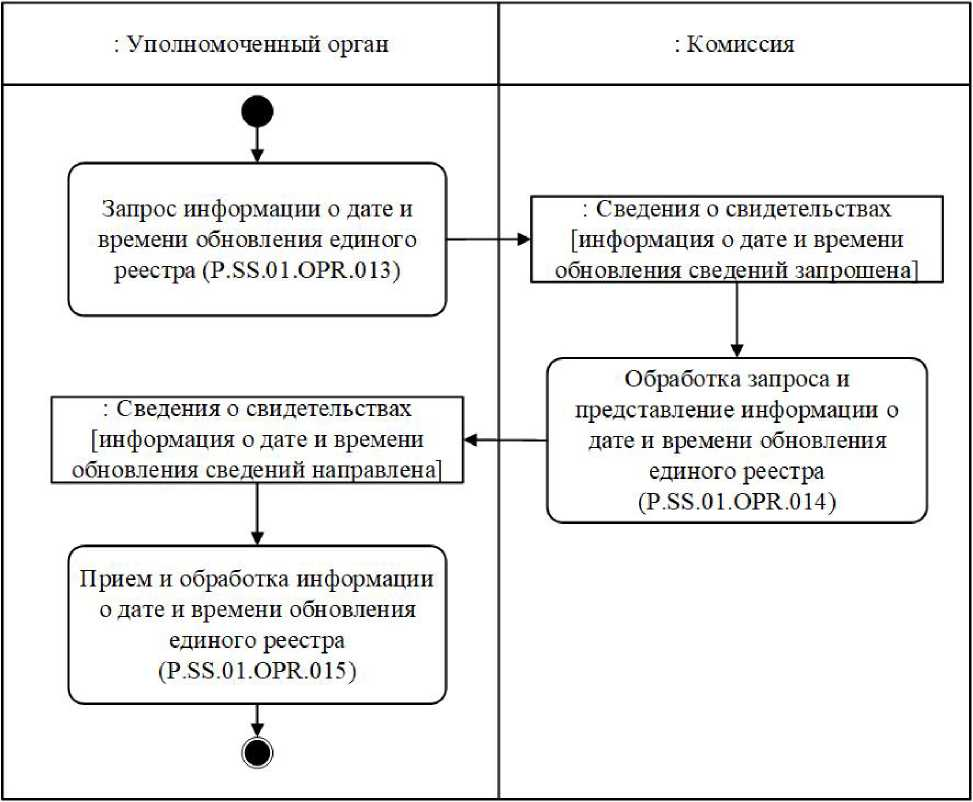 : Уполномоченный орган
: Комиссия
Запрос информации о дате и
времени обновления единого
реестра (P.SS.01.OPR.013)
: Сведения о свидетельствах
[информация о дате и времени
обновления сведений запрошена]
Обработка запроса и
представление информации о
дате и времени обновления
единого реестра
(P.SS.01.OPR.014)
: Сведения о свидетельствах
[информация о дате и времени
обновления сведений направлена]
Прием и обработка информации
о дате и времени обновления
единого реестра
(P.SS.01.OPR.015)